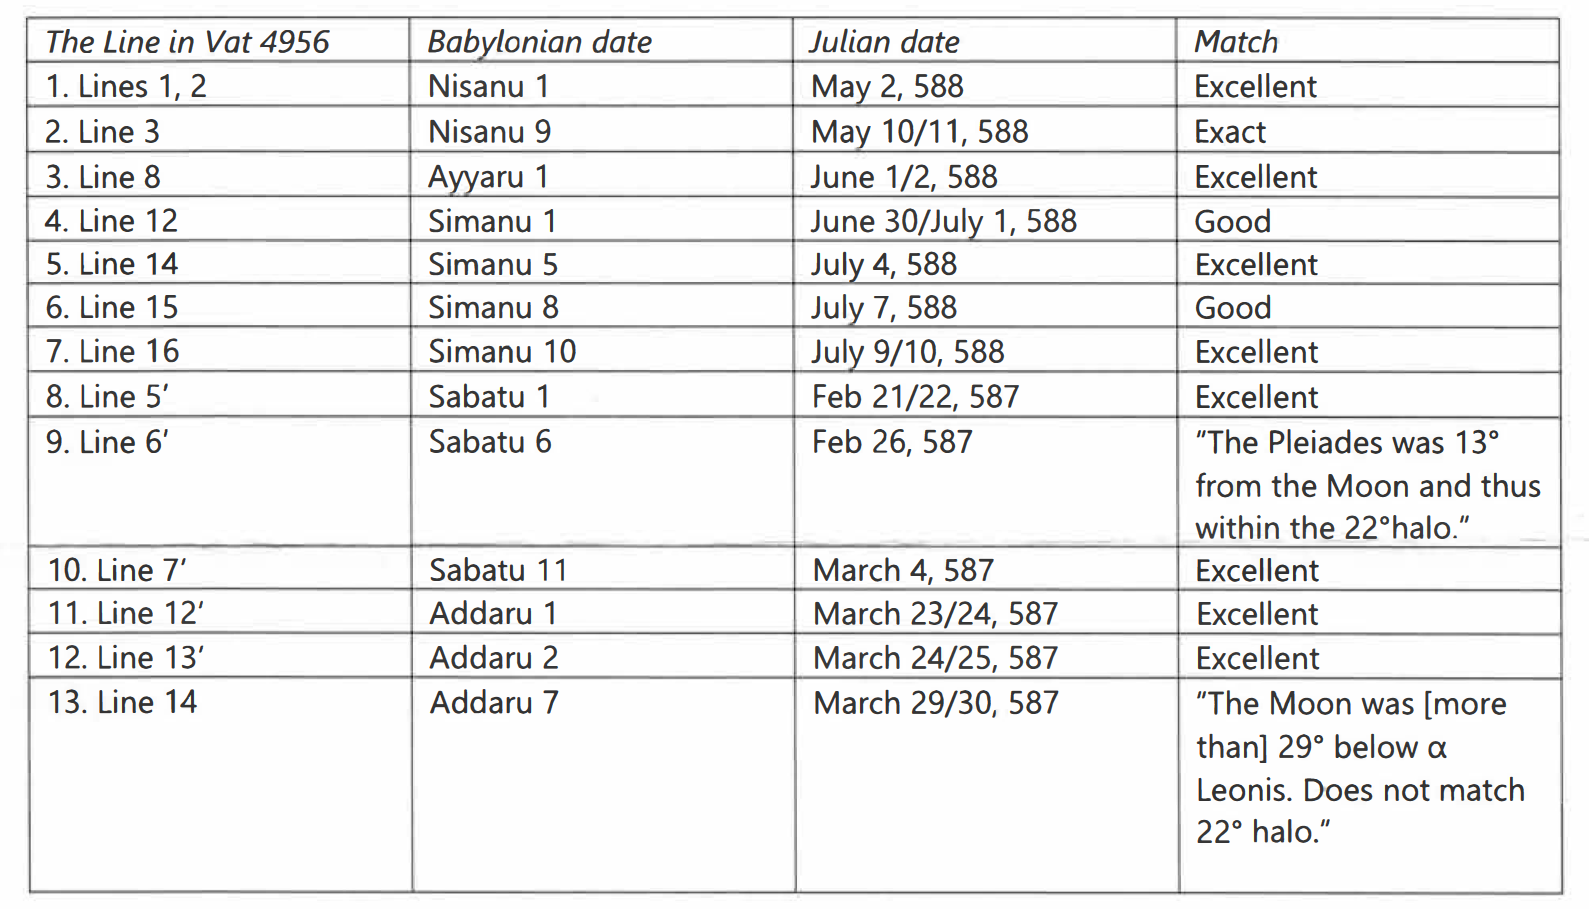 The Line in Vat 4956 Babylonian date Julian date Match
1. Lines 1, 2 Nisanu 1 May 2, 588 Excellent
2. Line 3 Nisanu 9 May 10/11, 588 Exact
3. Line 8 Ayyaru 1 June 1/2, 588 Excellent
4. Line 12 Simanu 1 June 30/July 1, 588 Good
5. Line 14 Simanu 5 July 4, 588 Excellent
6. Line 15 Simanu 8 July 7, 588 Good
7. Line 16 Simanu 10 July 9/10, 588 Excellent
8. Line 5′ Sabatu 1 Feb 21/22, 587 Excellent
9. Line 6′ Sabatu 6 Feb 26, 587 "The Pleiades was 13°
from the Moon and thus
within the 22°halo."
10. Line 7′ Sabatu 11 March 4, 587 Excellent
11. Line 12′ Addaru 1 March 23/24, 587 Excellent
12. Line 13′ Addaru 2 March 24/25, 587 Excellent
13. Line 14 Addaru 7 March 29/30, 587 "The Moon was [more
than] 29° below α
Leonis. Does not match
22° halo."